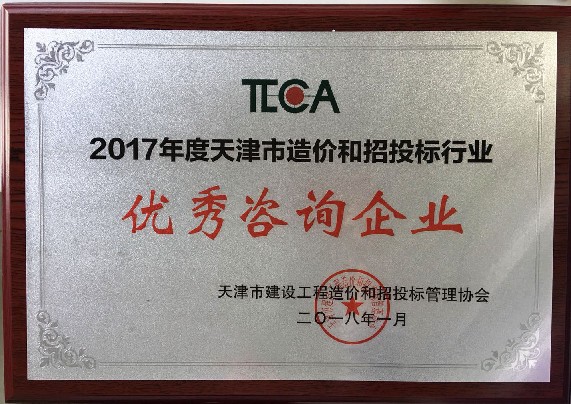 TECA
2017年度天津市造价和招投标行业
优秀咨询企业
天津市建设工程造价和招投标管理协会
二〇一八年一月